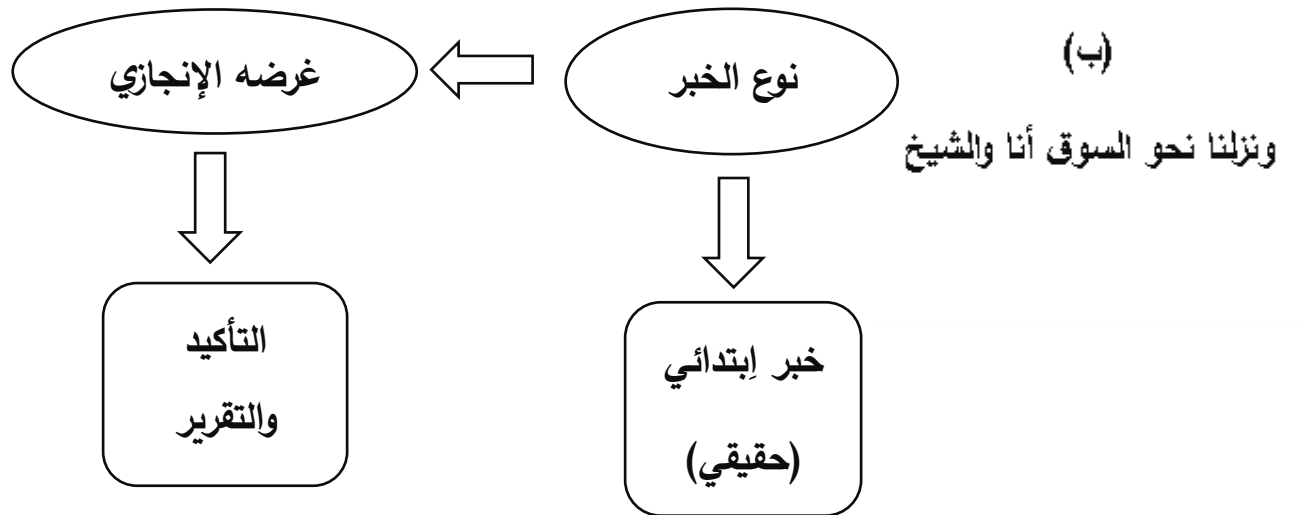 (ب)
ونزلنا نحو السوق أنا والشيخ
نوع الخبر
غرضه الإنجازي
خبر اِبتدائي
(حقيقي)
التأكيد
والتقرير